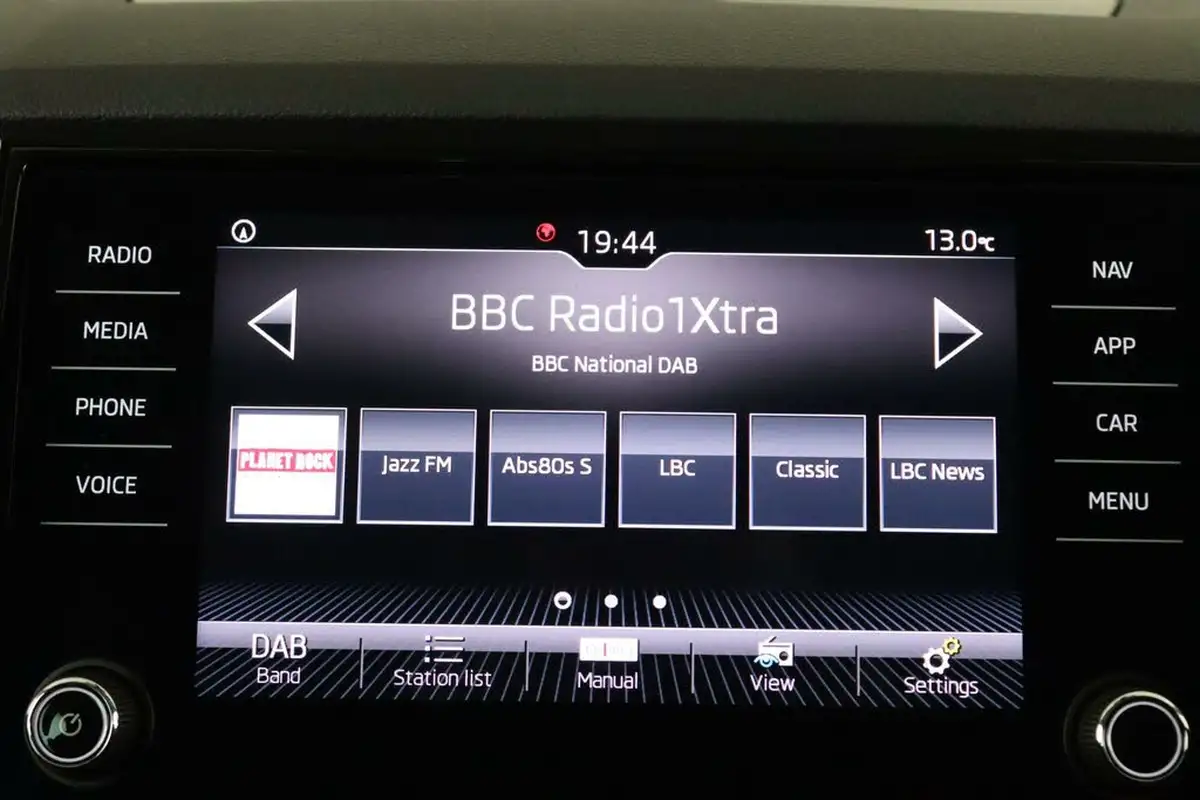 RADIO
MEDIA
PHONE
VOICE
19:44
13.0℃
BBC Radio1Xtra
BBC National DAB
PLANET ROCK
Jazz FM
Abs80s S
LBC
Classic
LBC News
DAB
Band
Station list
Manual
View
Settings
NAV
APP
CAR
MENU